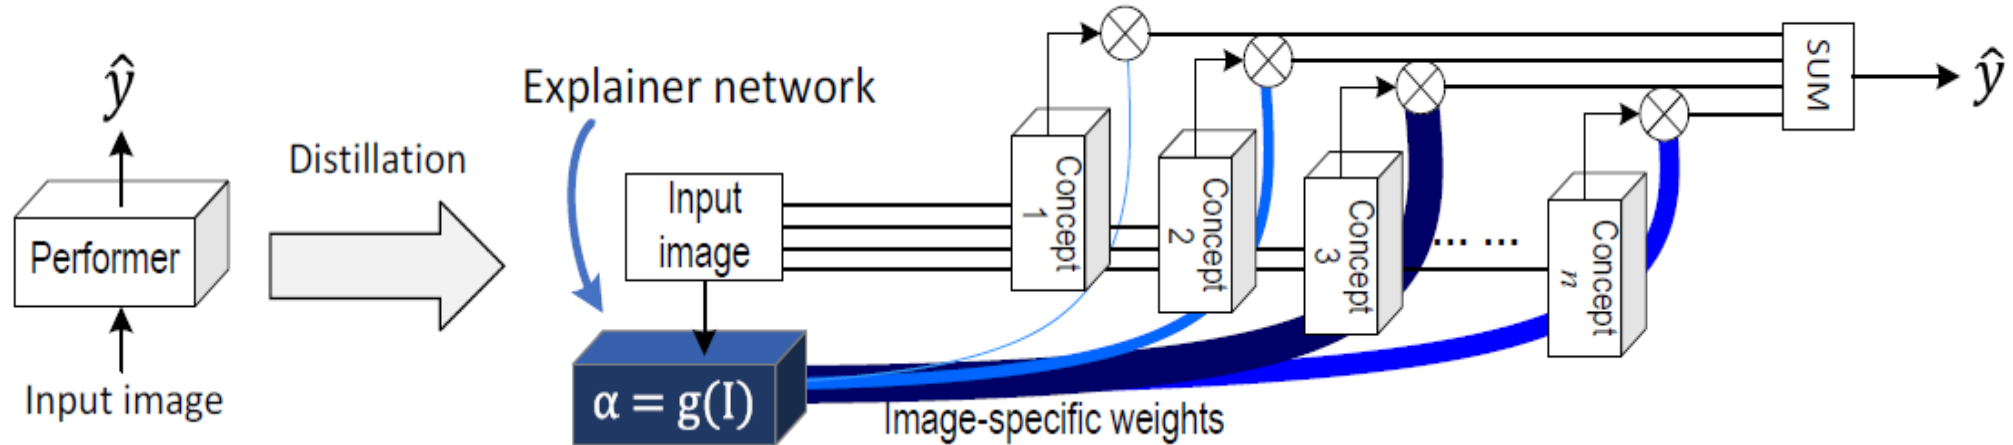 ŷ
Performer
Input image
Distillation
Explainer network
Input
image
α = g(I)
Image-specific weights
Concept
1
Concept
2
Concept
3
... ...
Concept
n
SUM
ŷ